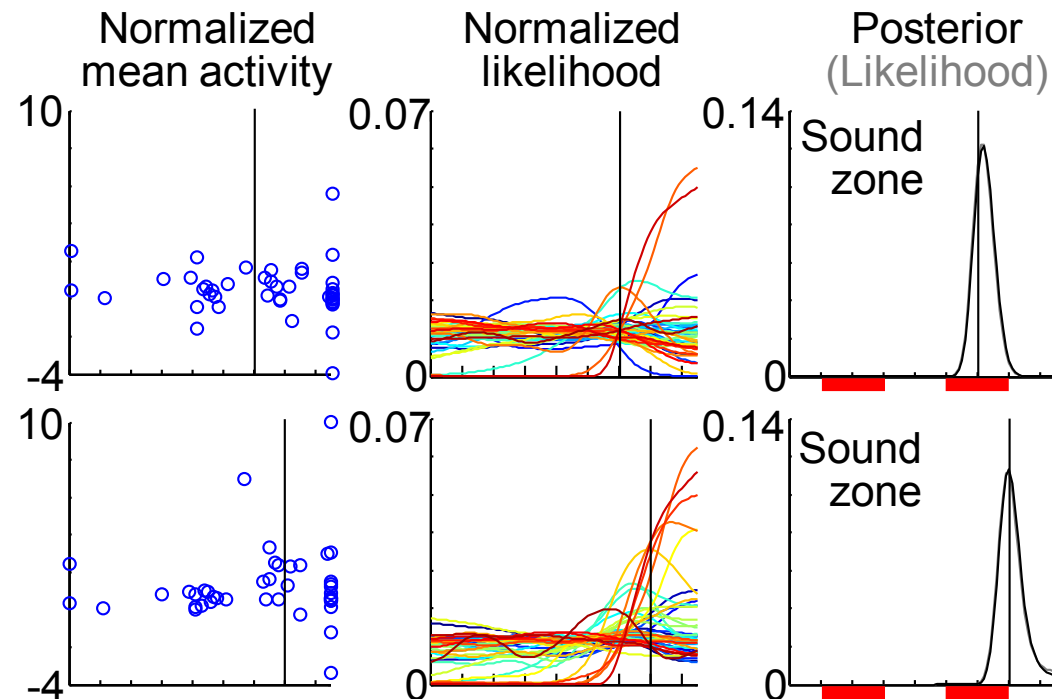 Normalized
mean activity
Normalized
likelihood
Posterior
(Likelihood)
10
-4
0.07
0
0.14
0
Sound
zone
10
-4
0.07
0
0.14
0
Sound
zone